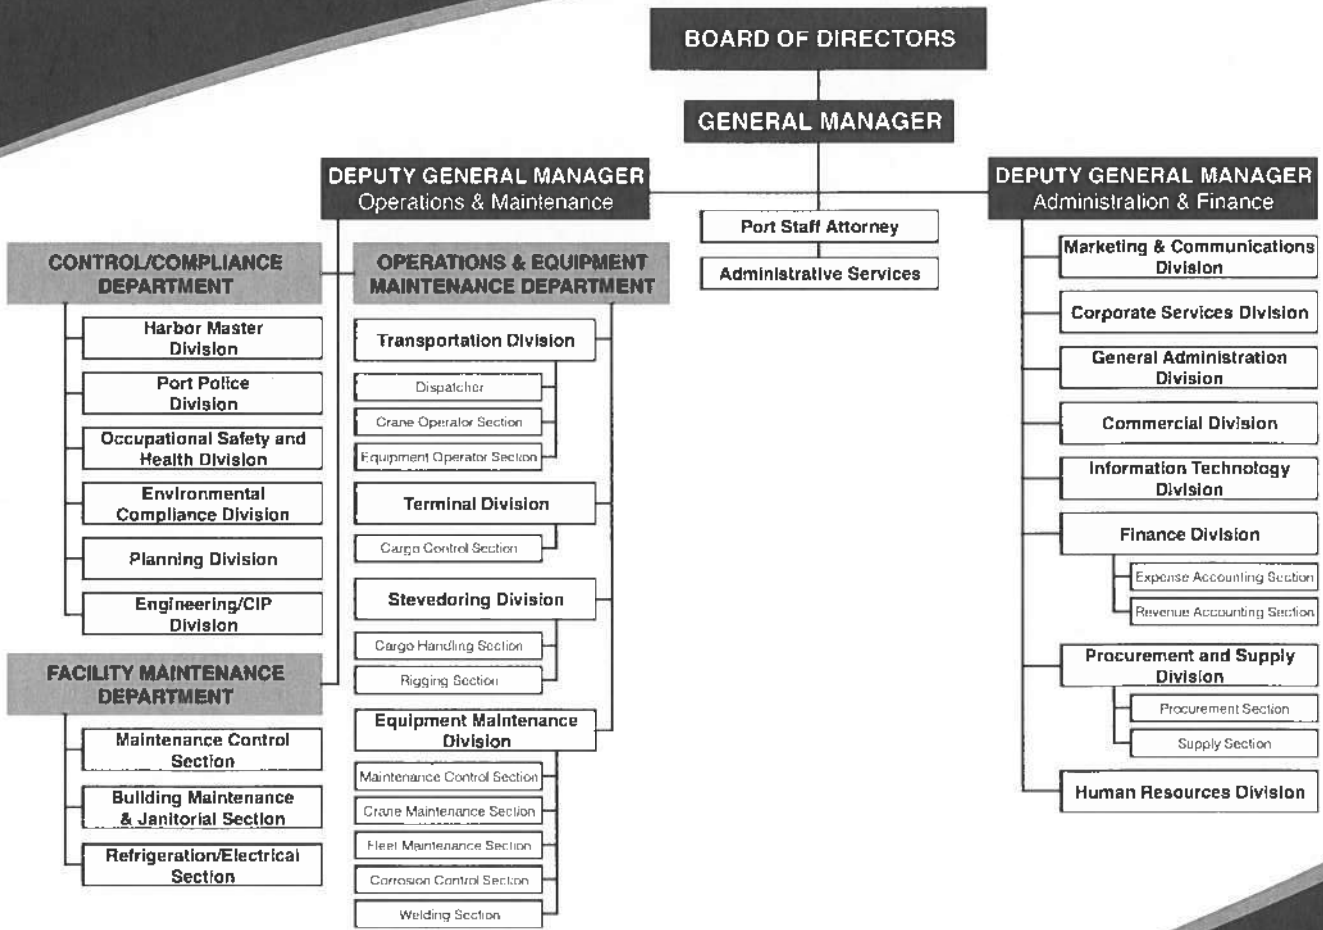 BOARD OF DIRECTORS
GENERAL MANAGER
DEPUTY GENERAL MANAGER
Operations & Maintenance
DEPUTY GENERAL MANAGER
Administration & Finance
Port Staff Attorney
Administrative Services
CONTROL/COMPLIANCE
DEPARTMENT
Harbor Master
Division
Port Police
Division
Occupational Safety and
Health Division
Environmental
Compliance Division
Planning Division
Engineering/CIP
Division
FACILITY MAINTENANCE
DEPARTMENT
Maintenance Control
Section
Building Maintenance
& Janitorial Section
Refrigeration/Electrical
Section
OPERATIONS & EQUIPMENT
MAINTENANCE DEPARTMENT
Transportation Division
Dispatcher
Crane Operator Section
Equipment Operator Section
Terminal Division
Cargo Control Section
Stevedoring Division
Cargo Handling Section
Rigging Section
Equipment Maintenance
Division
Maintenance Control Section
Crane Maintenance Section
Fleet Maintenance Section
Corrosion Control Section
Welding Section
Marketing & Communications
Division
Corporate Services Division
General Administration
Division
Commercial Division
Information Technology
Division
Finance Division
Expense Accounting Section
Revenue Accounting Section
Procurement and Supply
Division
Procurement Section
Supply Section
Human Resources Division